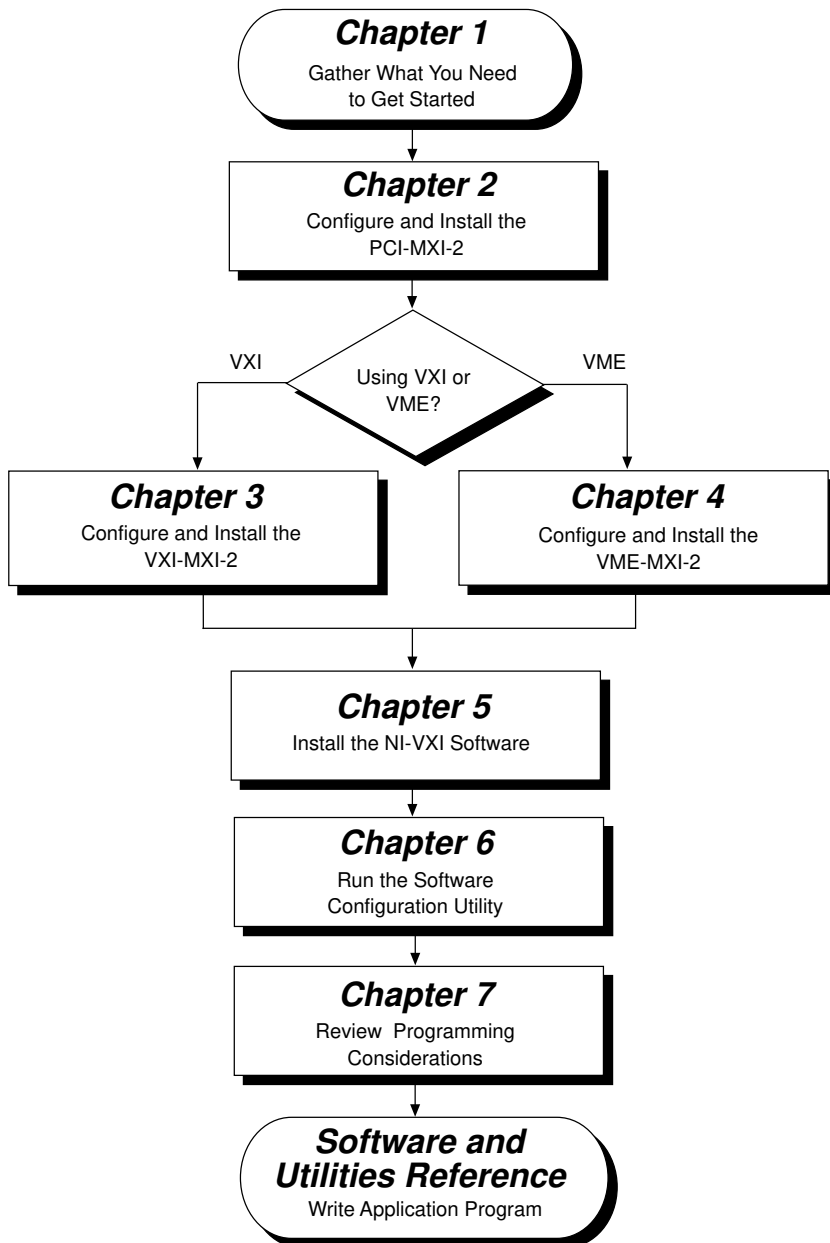 Chapter 1
Gather What You Need
to Get Started
Chapter 2
Configure and Install the
PCI-MXI-2
Using VXI or
VME?
VXI
VME
Chapter 3
Configure and Install the
VXI-MXI-2
Chapter 4
Configure and Install the
VME-MXI-2
Chapter 5
Install the NI-VXI Software
Chapter 6
Run the Software
Configuration Utility
Chapter 7
Review Programming
Considerations
Software and
Utilities Reference
Write Application Program